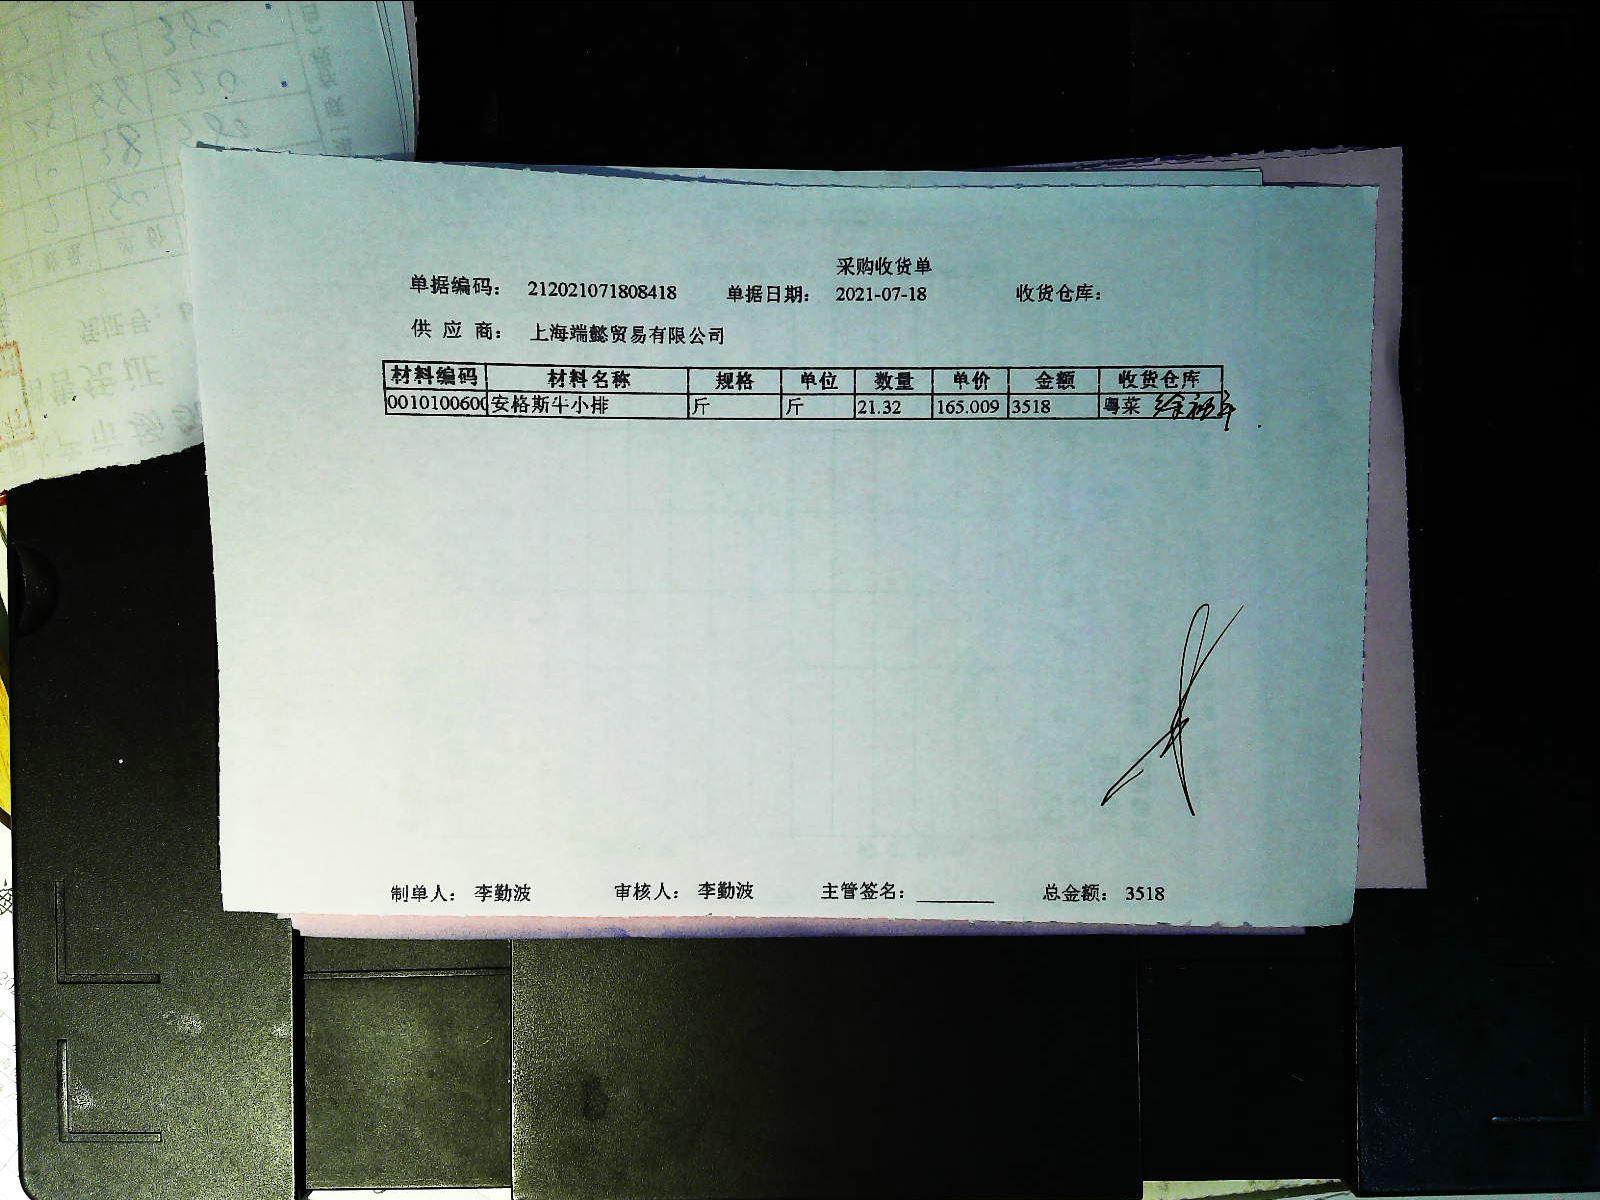 采购收货单
单据编码： 212021071808418 单据日期： 2021-07-18 收货仓库：
供 应 商： 上海端懿贸易有限公司
材料编码 材料名称 规格 单位 数量 单价 金额 收货仓库
0010100600 安格斯牛小排 斤 斤 21.32 165.009 3518 粤菜
制单人： 李勤波 审核人： 李勤波 主管签名： 总金额： 3518